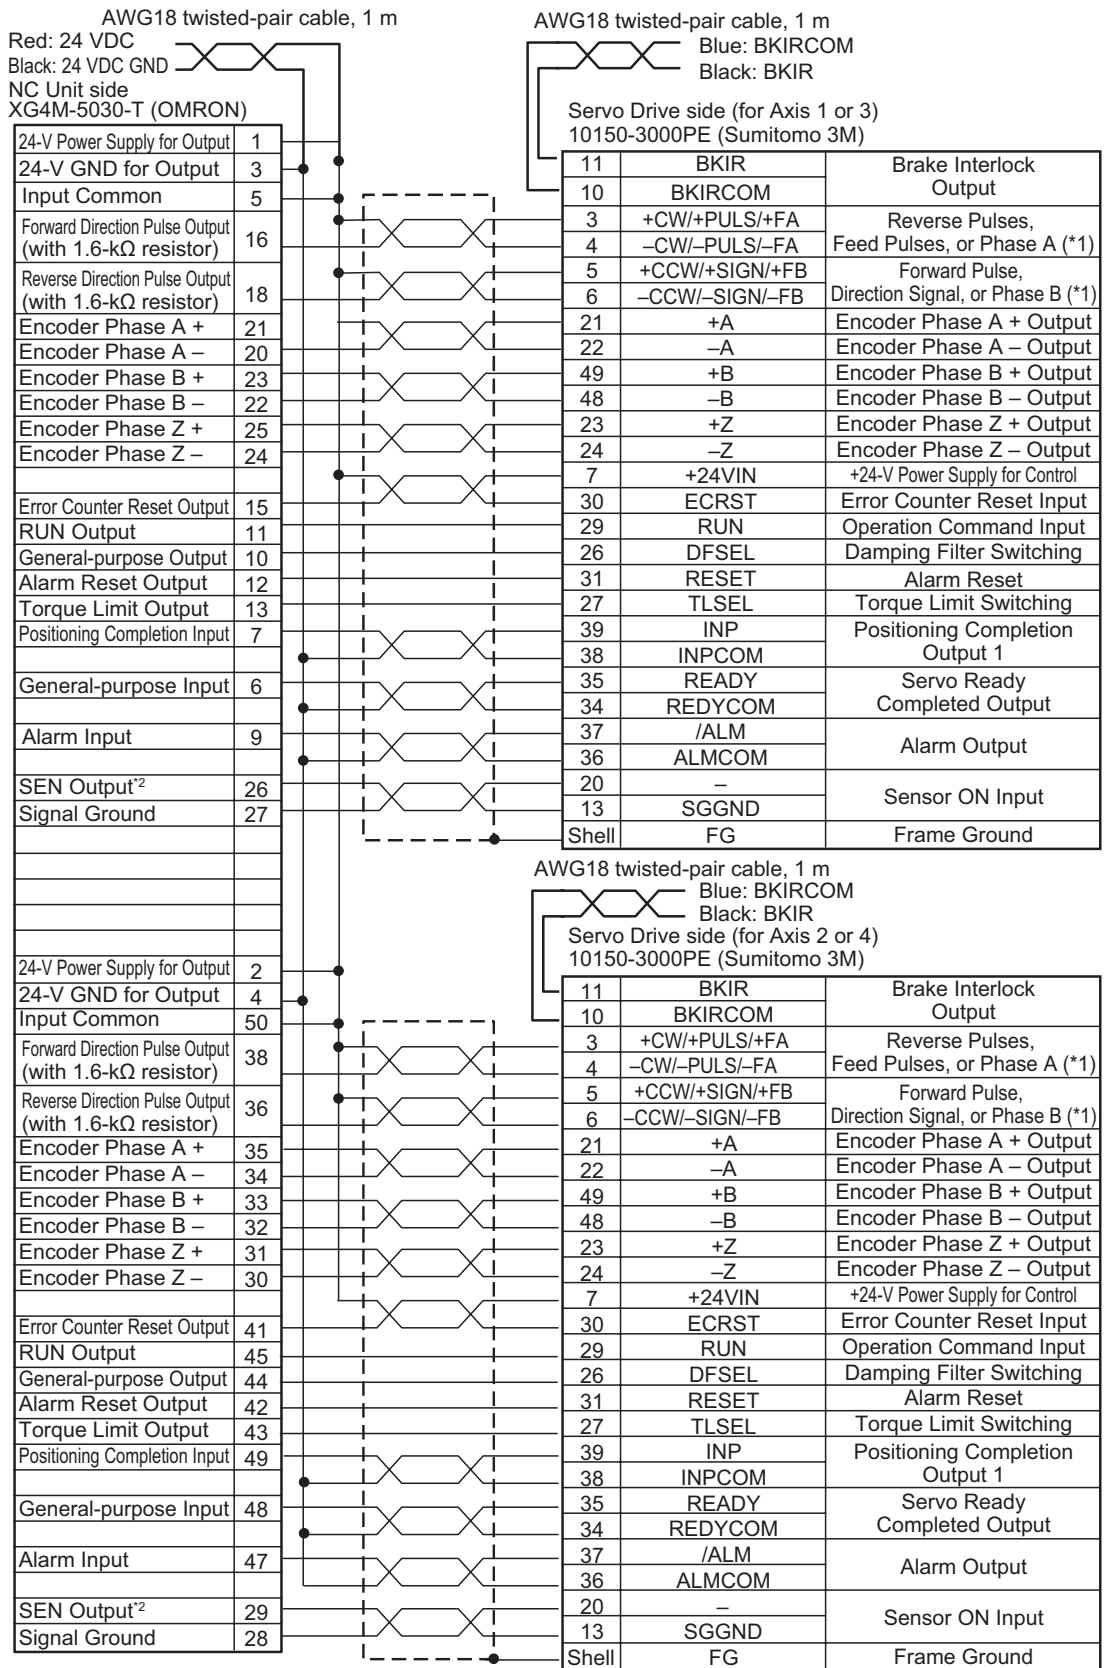 AWG18 twisted-pair cable, 1 m
Red: 24 VDC
Black: 24 VDC GND
NC Unit side
XG4M-5030-T (OMRON)
24-V Power Supply for Output 1
24-V GND for Output 3
Input Common 5
Forward Direction Pulse Output
(with 1.6-kΩ resistor) 16
Reverse Direction Pulse Output
(with 1.6-kΩ resistor) 18
Encoder Phase A + 21
Encoder Phase A – 20
Encoder Phase B + 23
Encoder Phase B – 22
Encoder Phase Z + 25
Encoder Phase Z – 24
Error Counter Reset Output 15
RUN Output 11
General-purpose Output 10
Alarm Reset Output 12
Torque Limit Output 13
Positioning Completion Input 7
General-purpose Input 6
Alarm Input 9
SEN Output*2 26
Signal Ground 27
24-V Power Supply for Output 2
24-V GND for Output 4
Input Common 50
Forward Direction Pulse Output
(with 1.6-kΩ resistor) 38
Reverse Direction Pulse Output
(with 1.6-kΩ resistor) 36
Encoder Phase A + 35
Encoder Phase A – 34
Encoder Phase B + 33
Encoder Phase B – 32
Encoder Phase Z + 31
Encoder Phase Z – 30
Error Counter Reset Output 41
RUN Output 45
General-purpose Output 44
Alarm Reset Output 42
Torque Limit Output 43
Positioning Completion Input 49
General-purpose Input 48
Alarm Input 47
SEN Output*2 29
Signal Ground 28
AWG18 twisted-pair cable, 1 m
Blue: BKIRCOM
Black: BKIR
Servo Drive side (for Axis 1 or 3)
10150-3000PE (Sumitomo 3M)
11 BKIR Brake Interlock
10 BKIRCOM Output
3 +CW/+PULS/+FA Reverse Pulses,
4 –CW/–PULS/–FA Feed Pulses, or Phase A (*1)
5 +CCW/+SIGN/+FB Forward Pulse,
6 –CCW/–SIGN/–FB Direction Signal, or Phase B (*1)
21 +A Encoder Phase A + Output
22 –A Encoder Phase A – Output
49 +B Encoder Phase B + Output
48 –B Encoder Phase B – Output
23 +Z Encoder Phase Z + Output
24 –Z Encoder Phase Z – Output
7 +24VIN +24-V Power Supply for Control
30 ECRST Error Counter Reset Input
29 RUN Operation Command Input
26 DFSEL Damping Filter Switching
31 RESET Alarm Reset
27 TLSEL Torque Limit Switching
39 INP Positioning Completion
38 INPCOM Output 1
35 READY Servo Ready
34 REDYCOM Completed Output
37 /ALM Alarm Output
36 ALMCOM
20 – Sensor ON Input
13 SGGND
Shell FG Frame Ground
AWG18 twisted-pair cable, 1 m
Blue: BKIRCOM
Black: BKIR
Servo Drive side (for Axis 2 or 4)
10150-3000PE (Sumitomo 3M)
11 BKIR Brake Interlock
10 BKIRCOM Output
3 +CW/+PULS/+FA Reverse Pulses,
4 –CW/–PULS/–FA Feed Pulses, or Phase A (*1)
5 +CCW/+SIGN/+FB Forward Pulse,
6 –CCW/–SIGN/–FB Direction Signal, or Phase B (*1)
21 +A Encoder Phase A + Output
22 –A Encoder Phase A – Output
49 +B Encoder Phase B + Output
48 –B Encoder Phase B – Output
23 +Z Encoder Phase Z + Output
24 –Z Encoder Phase Z – Output
7 +24VIN +24-V Power Supply for Control
30 ECRST Error Counter Reset Input
29 RUN Operation Command Input
26 DFSEL Damping Filter Switching
31 RESET Alarm Reset
27 TLSEL Torque Limit Switching
39 INP Positioning Completion
38 INPCOM Output 1
35 READY Servo Ready
34 REDYCOM Completed Output
37 /ALM Alarm Output
36 ALMCOM
20 – Sensor ON Input
13 SGGND
Shell FG Frame Ground